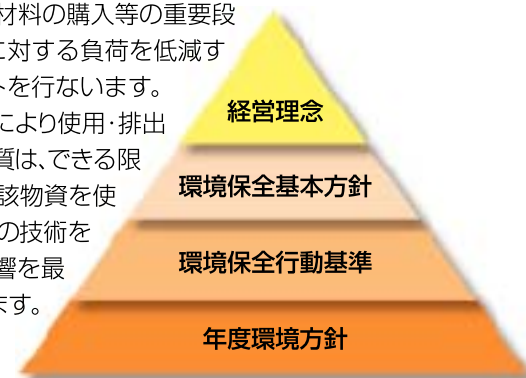 材料の購入等の重要段
に対する負荷を低減す
トを行ないます。
により使用・排出
質は、できる限
該物資を使
の技術を
響を最
ます。
経営理念
環境保全基本方針
環境保全行動基準
年度環境方針